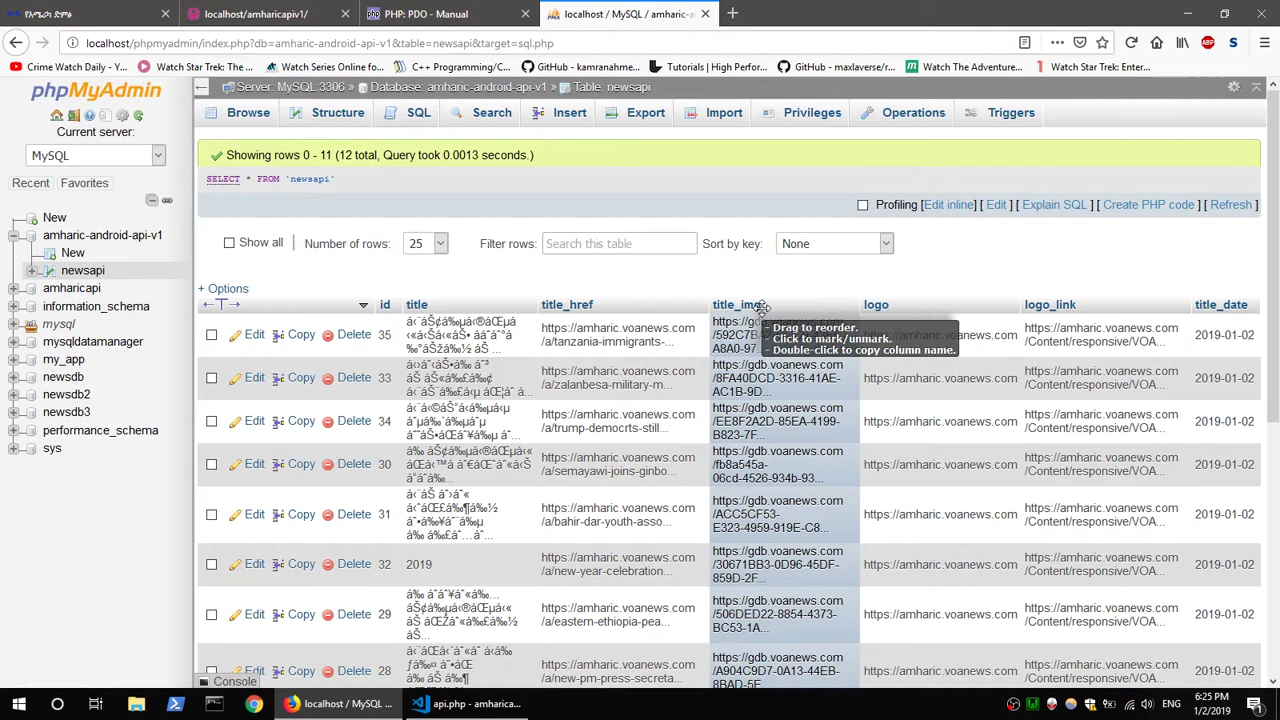 የአሜሪካ ድምፅ
localhost/amharicapiv1/
PHP: PDO - Manual
localhost / MySQL / amharic-a
localhost/phpmyadmin/index.php?db=amharic-android-api-v1&table=newsapi&target=sql.php
Crime Watch Daily - Y...
Watch Star Trek: The ...
Watch Series Online fo...
C++ Programming/C...
GitHub - kamranahme...
Tutorials | High Perfor...
GitHub - maxlaverse/r...
Watch The Adventure...
Watch Star Trek: Enter...
phpMyAdmin
Server: MySQL 3306 » Database: amharic-android-api-v1 » Table: newsapi
Browse Structure SQL Search Insert Export Import Privileges Operations Triggers
Current server:
MySQL
Recent Favorites
New
amharic-android-api-v1
New
newsapi
amharicapi
information_schema
mysql
mysqldatamanager
my_app
newsdb
newsdb2
newsdb3
performance_schema
sys
Showing rows 0 - 11 (12 total, Query took 0.0013 seconds.)
SELECT * FROM `newsapi`
Profiling [Edit inline] [ Edit ] [ Explain SQL ] [ Create PHP code ] [ Refresh ]
Show all | Number of rows: 25 Filter rows: Search this table Sort by key: None
+ Options
id title title_href title_im logo logo_link title_date
Drag to reorder.
Click to mark/unmark.
Double-click to copy column name.
Edit Copy Delete 35
https://amharic.voanews.com
/tanzania-immigrants-...
https://amharic.voanews.com
/Content/responsive/VOA...
2019-01-02
Edit Copy Delete 33
https://amharic.voanews.com
/a/zalanbesa-military-m...
https://gdb.voanews.com
/8FA40DCD-3316-41AE-
AC1B-9D...
https://amharic.voanews.com
https://amharic.voanews.com
/Content/responsive/VOA...
2019-01-02
Edit Copy Delete 34
https://amharic.voanews.com
/a/trump-democrts-still...
https://gdb.voanews.com
/EE8F2A2D-85EA-4199-
B823-7F...
https://amharic.voanews.com
https://amharic.voanews.com
/Content/responsive/VOA...
2019-01-02
Edit Copy Delete 30
https://amharic.voanews.com
/a/semayawi-joins-ginbo...
https://gdb.voanews.com
/fb8a545a-
06cd-4526-934b-93...
https://amharic.voanews.com
https://amharic.voanews.com
/Content/responsive/VOA...
2019-01-02
Edit Copy Delete 31
https://amharic.voanews.com
/a/bahir-dar-youth-asso...
https://gdb.voanews.com
/ACC5CF53-
E323-4959-919E-C8...
https://amharic.voanews.com
https://amharic.voanews.com
/Content/responsive/VOA...
2019-01-02
Edit Copy Delete 32 2019
https://amharic.voanews.com
/a/new-year-celebration...
https://gdb.voanews.com
/30671BB3-0D96-45DF-
859D-2F...
https://amharic.voanews.com
https://amharic.voanews.com
/Content/responsive/VOA...
2019-01-02
Edit Copy Delete 29
https://amharic.voanews.com
/a/eastern-ethiopia-pea...
https://gdb.voanews.com
/506DED22-8854-4373-
BC53-1A...
https://amharic.voanews.com
https://amharic.voanews.com
/Content/responsive/VOA...
2019-01-02
Edit Copy Delete 28
https://amharic.voanews.com
/a/new-pm-press-secreta...
https://gdb.voanews.com
/A904C9D7-0A13-44EB-
8BAD-5E
https://amharic.voanews.com
https://amharic.voanews.com
/Content/responsive/VOA...
2019-01-02
Console
localhost / MySQL ...
api.php - amharica...
ENG
6:25 PM
1/2/2019